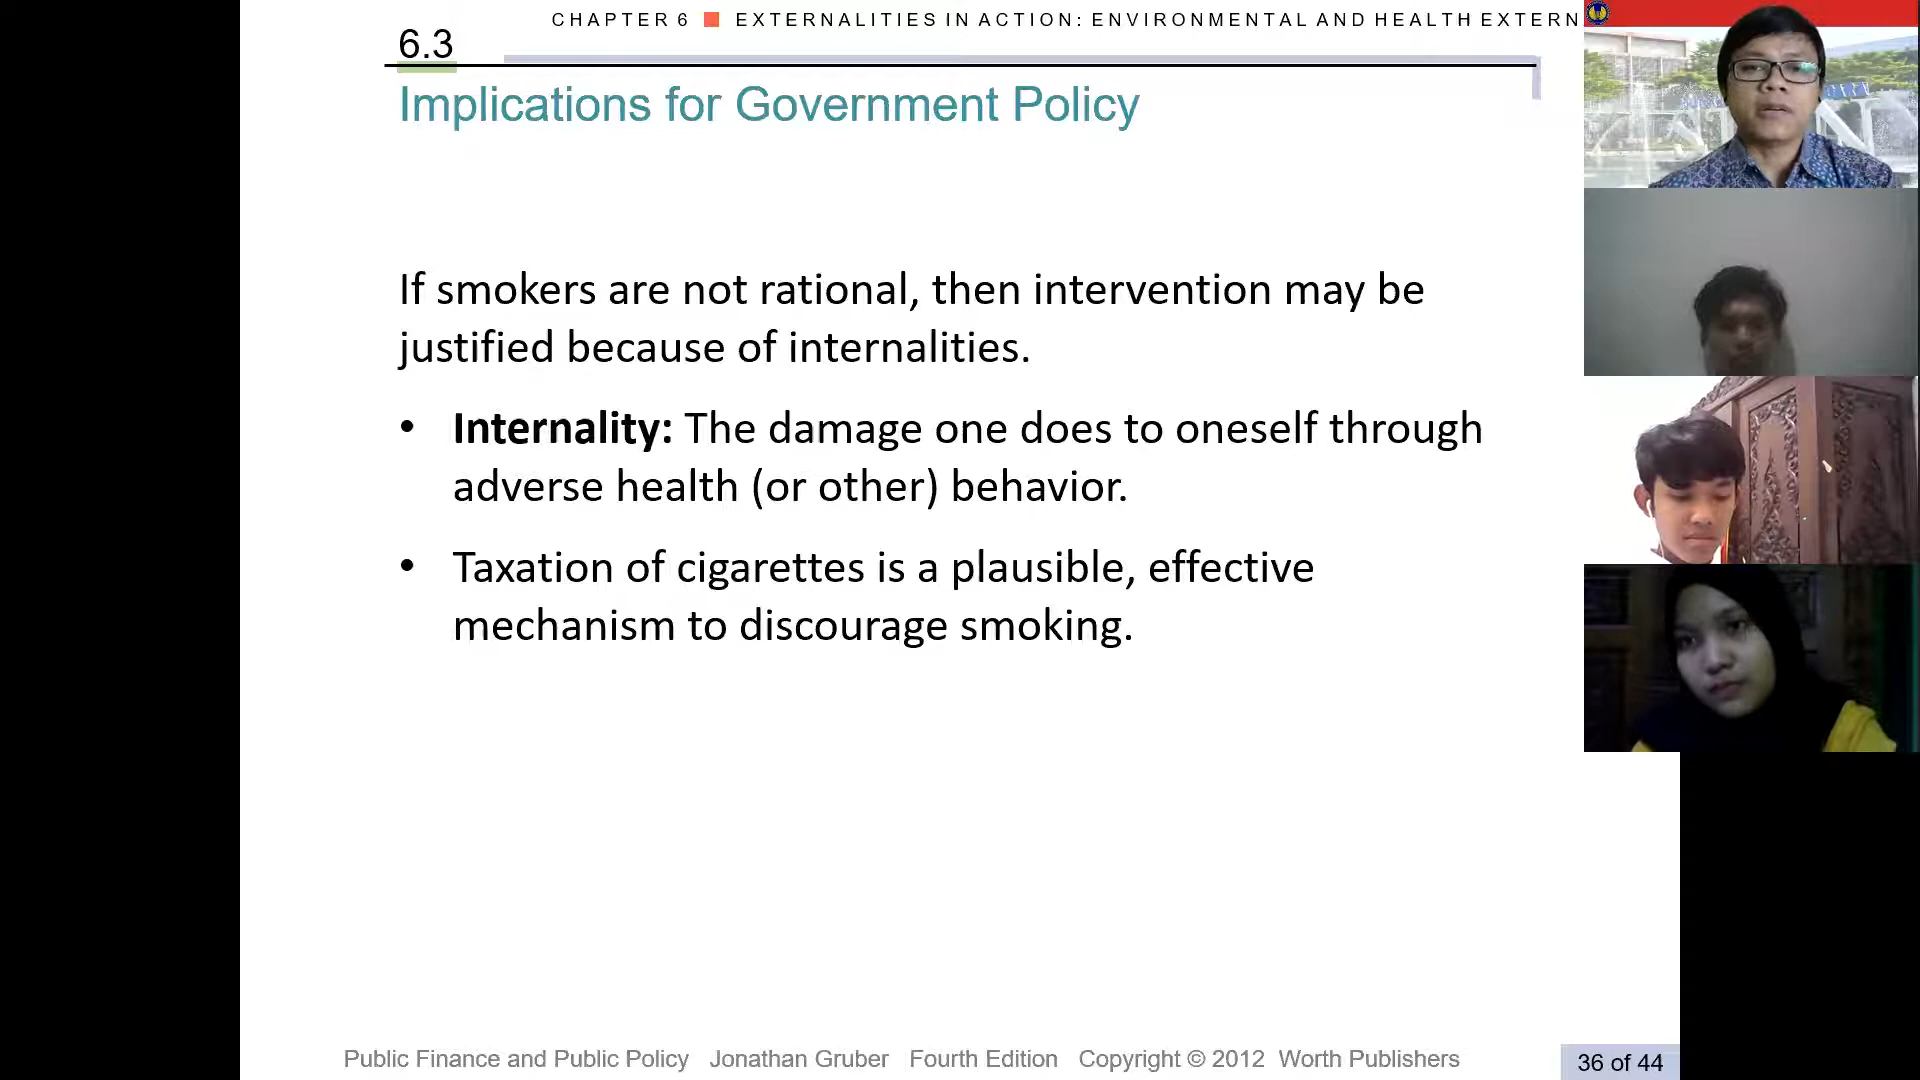 CHAPTER 6 ■ EXTERNALITIES IN ACTION: ENVIRONMENTAL AND HEALTH EXTERN
6.3
Implications for Government Policy
If smokers are not rational, then intervention may be
justified because of internalities.
• Internality: The damage one does to oneself through
adverse health (or other) behavior.
• Taxation of cigarettes is a plausible, effective
mechanism to discourage smoking.
Public Finance and Public Policy Jonathan Gruber Fourth Edition Copyright © 2012 Worth Publishers
36 of 44